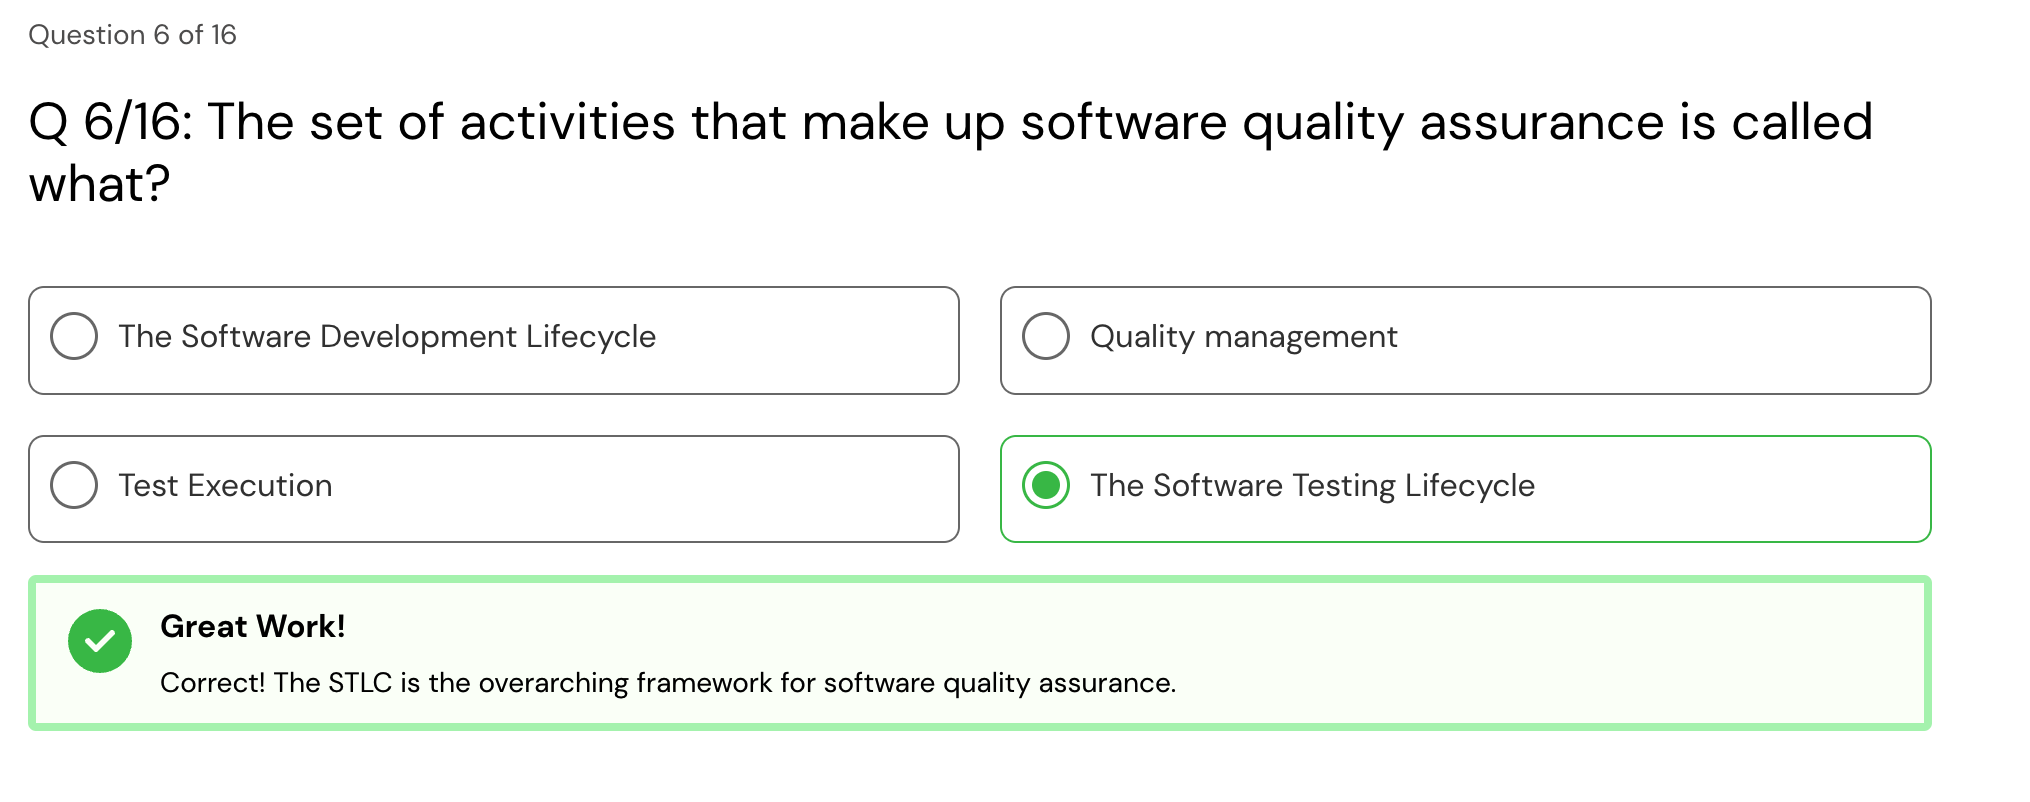 Question 6 of 16
Q 6/16: The set of activities that make up software quality assurance is called
what?
The Software Development Lifecycle
Quality management
Test Execution
The Software Testing Lifecycle
Great Work!
Correct! The STLC is the overarching framework for software quality assurance.